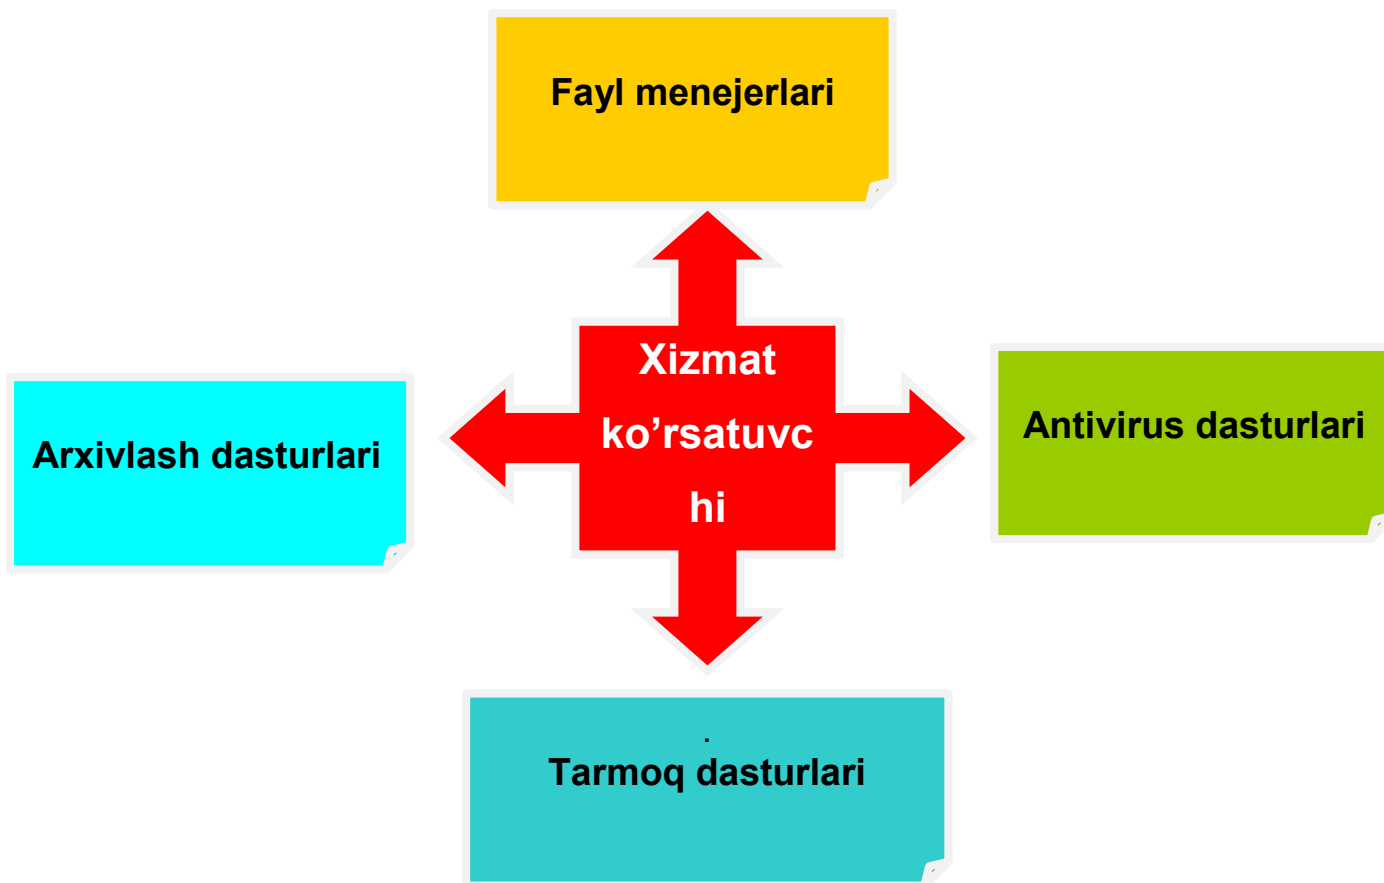 Fayl menejerlari
Xizmat
ko’rsatuvc
hi
Arxivlash dasturlari
Antivirus dasturlari
.
Tarmoq dasturlari